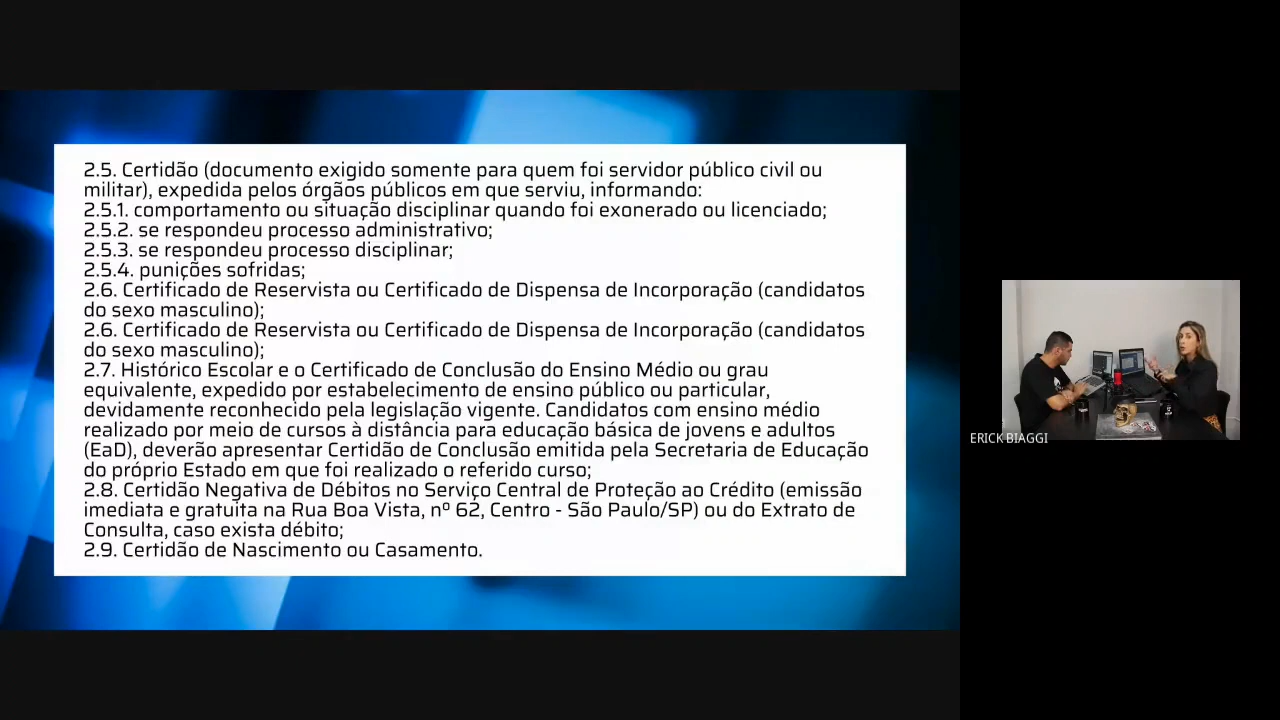 2.5. Certidão (documento exigido somente para quem foi servidor público civil ou
militar), expedida pelos órgãos públicos em que serviu, informando:
2.5.1. comportamento ou situação disciplinar quando foi exonerado ou licenciado;
2.5.2. se respondeu processo administrativo;
2.5.3. se respondeu processo disciplinar;
2.5.4. punições sofridas;
2.6. Certificado de Reservista ou Certificado de Dispensa de Incorporação (candidatos
do sexo masculino);
2.6. Certificado de Reservista ou Certificado de Dispensa de Incorporação (candidatos
do sexo masculino);
2.7. Histórico Escolar e o Certificado de Conclusão do Ensino Médio ou grau
equivalente, expedido por estabelecimento de ensino público ou particular,
devidamente reconhecido pela legislação vigente. Candidatos com ensino médio
realizado por meio de cursos à distância para educação básica de jovens e adultos
(EaD), deverão apresentar Certidão de Conclusão emitida pela Secretaria de Educação
do próprio Estado em que foi realizado o referido curso;
2.8. Certidão Negativa de Débitos no Serviço Central de Proteção ao Crédito (emissão
imediata e gratuita na Rua Boa Vista, nº 62, Centro - São Paulo/SP) ou do Extrato de
Consulta, caso exista débito;
2.9. Certidão de Nascimento ou Casamento.
ERICK BIAGGI